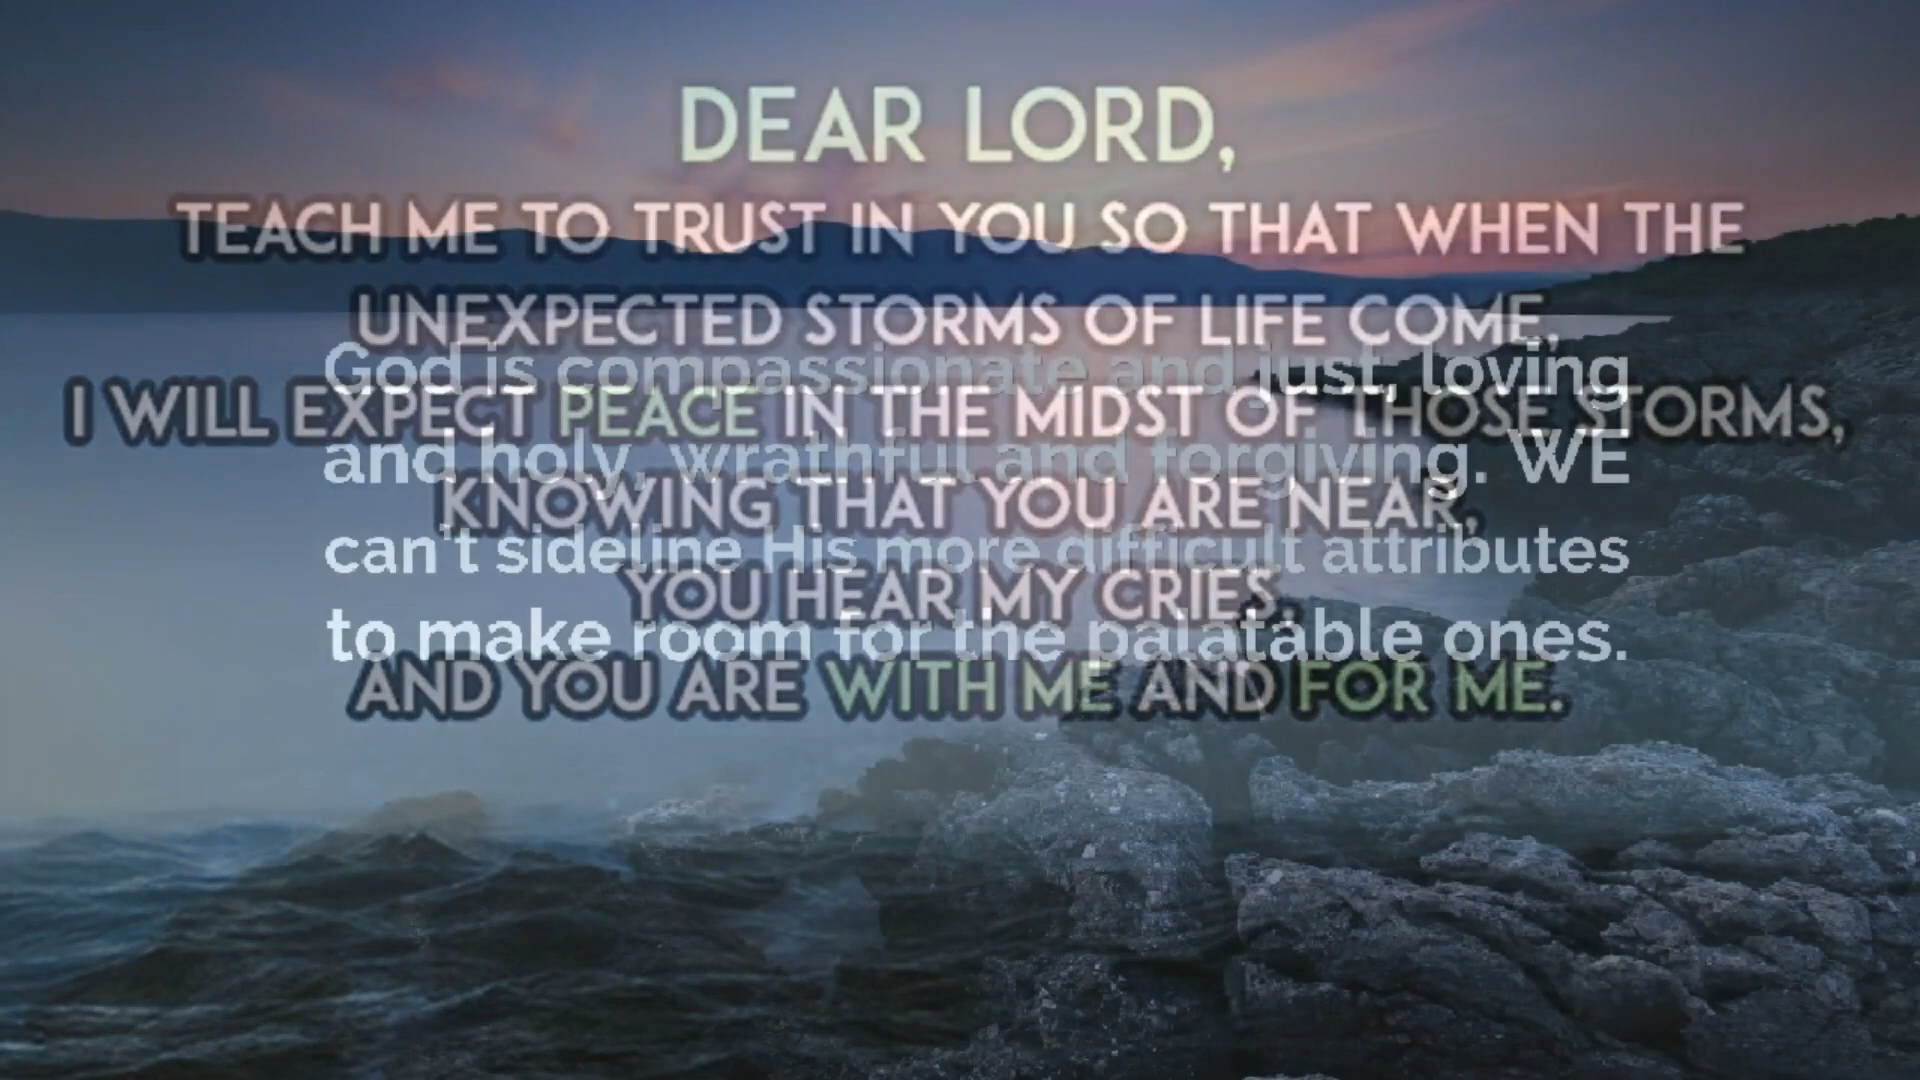 DEAR LORD,
TEACH ME TO TRUST IN YOU SO THAT WHEN THE
UNEXPECTED STORMS OF LIFE COME,
I WILL EXPECT PEACE IN THE MIDST OF THOSE STORMS,
KNOWING THAT YOU ARE NEAR,
YOU HEAR MY CRIES,
AND YOU ARE WITH ME AND FOR ME.
God is compassionate and just, loving
and holy, wrathful and forgiving. WE
can't sideline His more difficult attributes
to make room for the palatable ones.